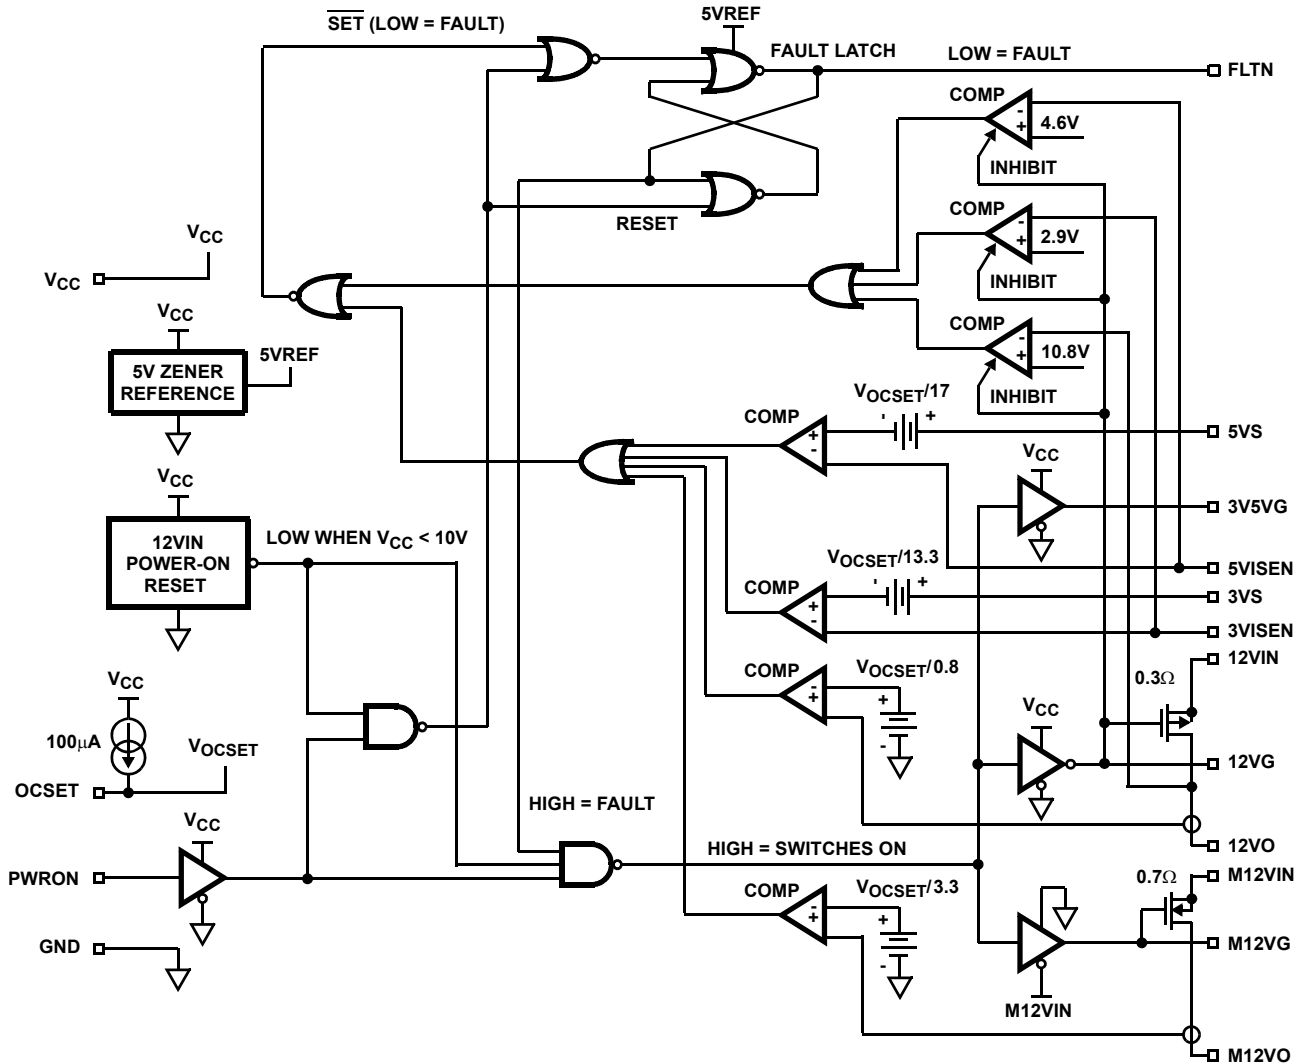 SET (LOW = FAULT)
5VREF
FAULT LATCH
LOW = FAULT
FLTN
COMP
-
+
4.6V
INHIBIT
RESET
COMP
-
+
2.9V
INHIBIT
VCC
VCC
COMP
-
+
10.8V
INHIBIT
VCC
5V ZENER
REFERENCE
5VREF
VOCSET/17
- +
COMP
+
-
5VS
VCC
3V5VG
VCC
12VIN
POWER-ON
RESET
LOW WHEN VCC < 10V
5VISEN
VOCSET/13.3
- +
COMP
+
-
3VS
3VISEN
12VIN
0.3Ω
COMP
-
+
VOCSET/0.8
+
-
VCC
100μA
VOCSET
OCSET
VCC
12VG
HIGH = FAULT
12VO
VCC
PWRON
HIGH = SWITCHES ON
M12VIN
0.7Ω
COMP
-
+
VOCSET/3.3
+
-
GND
M12VG
M12VIN
M12VO